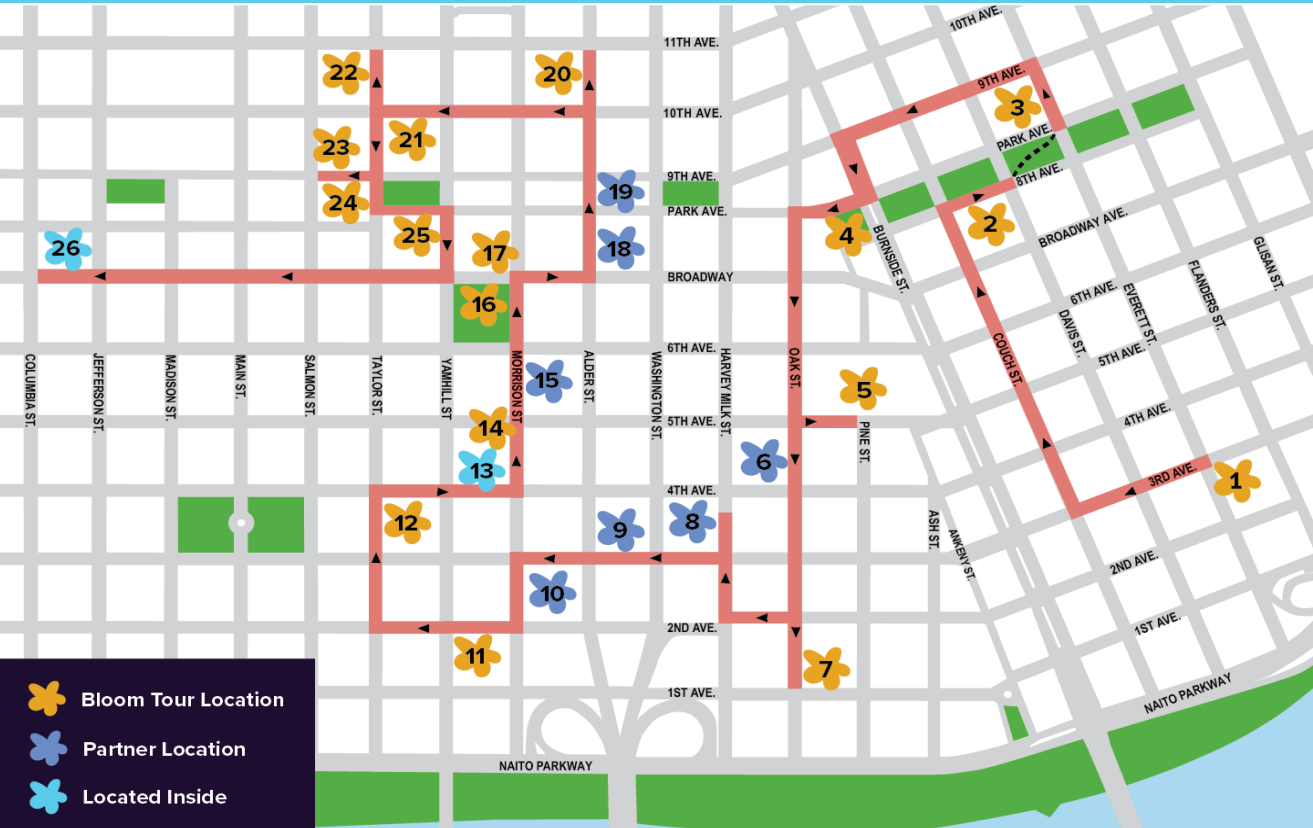 10TH AVE.
11TH AVE.
22
20
9TH AVE.
3
10TH AVE.
21
23
PARK AVE.
9TH AVE.
8TH AVE.
19
24
PARK AVE.
2
25
4
BROADWAY AVE.
26
17
18
BURNSIDE ST.
GLISAN ST.
BROADWAY
16
6TH AVE.
EVERETT ST.
FLANDERS ST.
DAVIS ST.
6TH AVE.
5TH AVE.
COLUMBIA ST.
JEFFERSON ST.
MADISON ST.
MAIN ST.
SALMON ST.
TAYLOR ST.
YAMHILL ST
MORRISON ST
ALDER ST.
WASHINGTON ST.
HARVEY MILK ST.
OAK ST.
COUCH ST.
15
5
14
5TH AVE.
PINE ST.
4TH AVE.
13
6
3RD AVE.
1
4TH AVE.
12
9
8
ASH ST.
ANKENY ST.
2ND AVE.
10
11
2ND AVE.
1ST AVE.
7
1ST AVE.
NAITO PARKWAY
NAITO PARKWAY
Bloom Tour Location
Partner Location
Located Inside